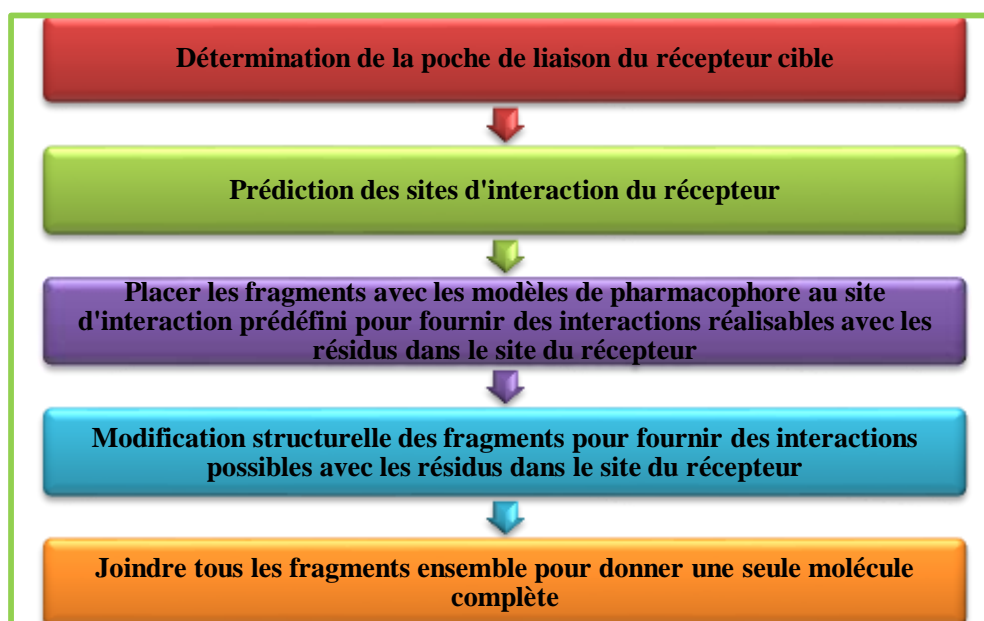 Détermination de la poche de liaison du récepteur cible
Prédiction des sites d'interaction du récepteur
Placer les fragments avec les modèles de pharmacophore au site
d'interaction prédéfini pour fournir des interactions réalisables avec les
résidus dans le site du récepteur
Modification structurelle des fragments pour fournir des interactions
possibles avec les résidus dans le site du récepteur
Joindre tous les fragments ensemble pour donner une seule molécule
complète